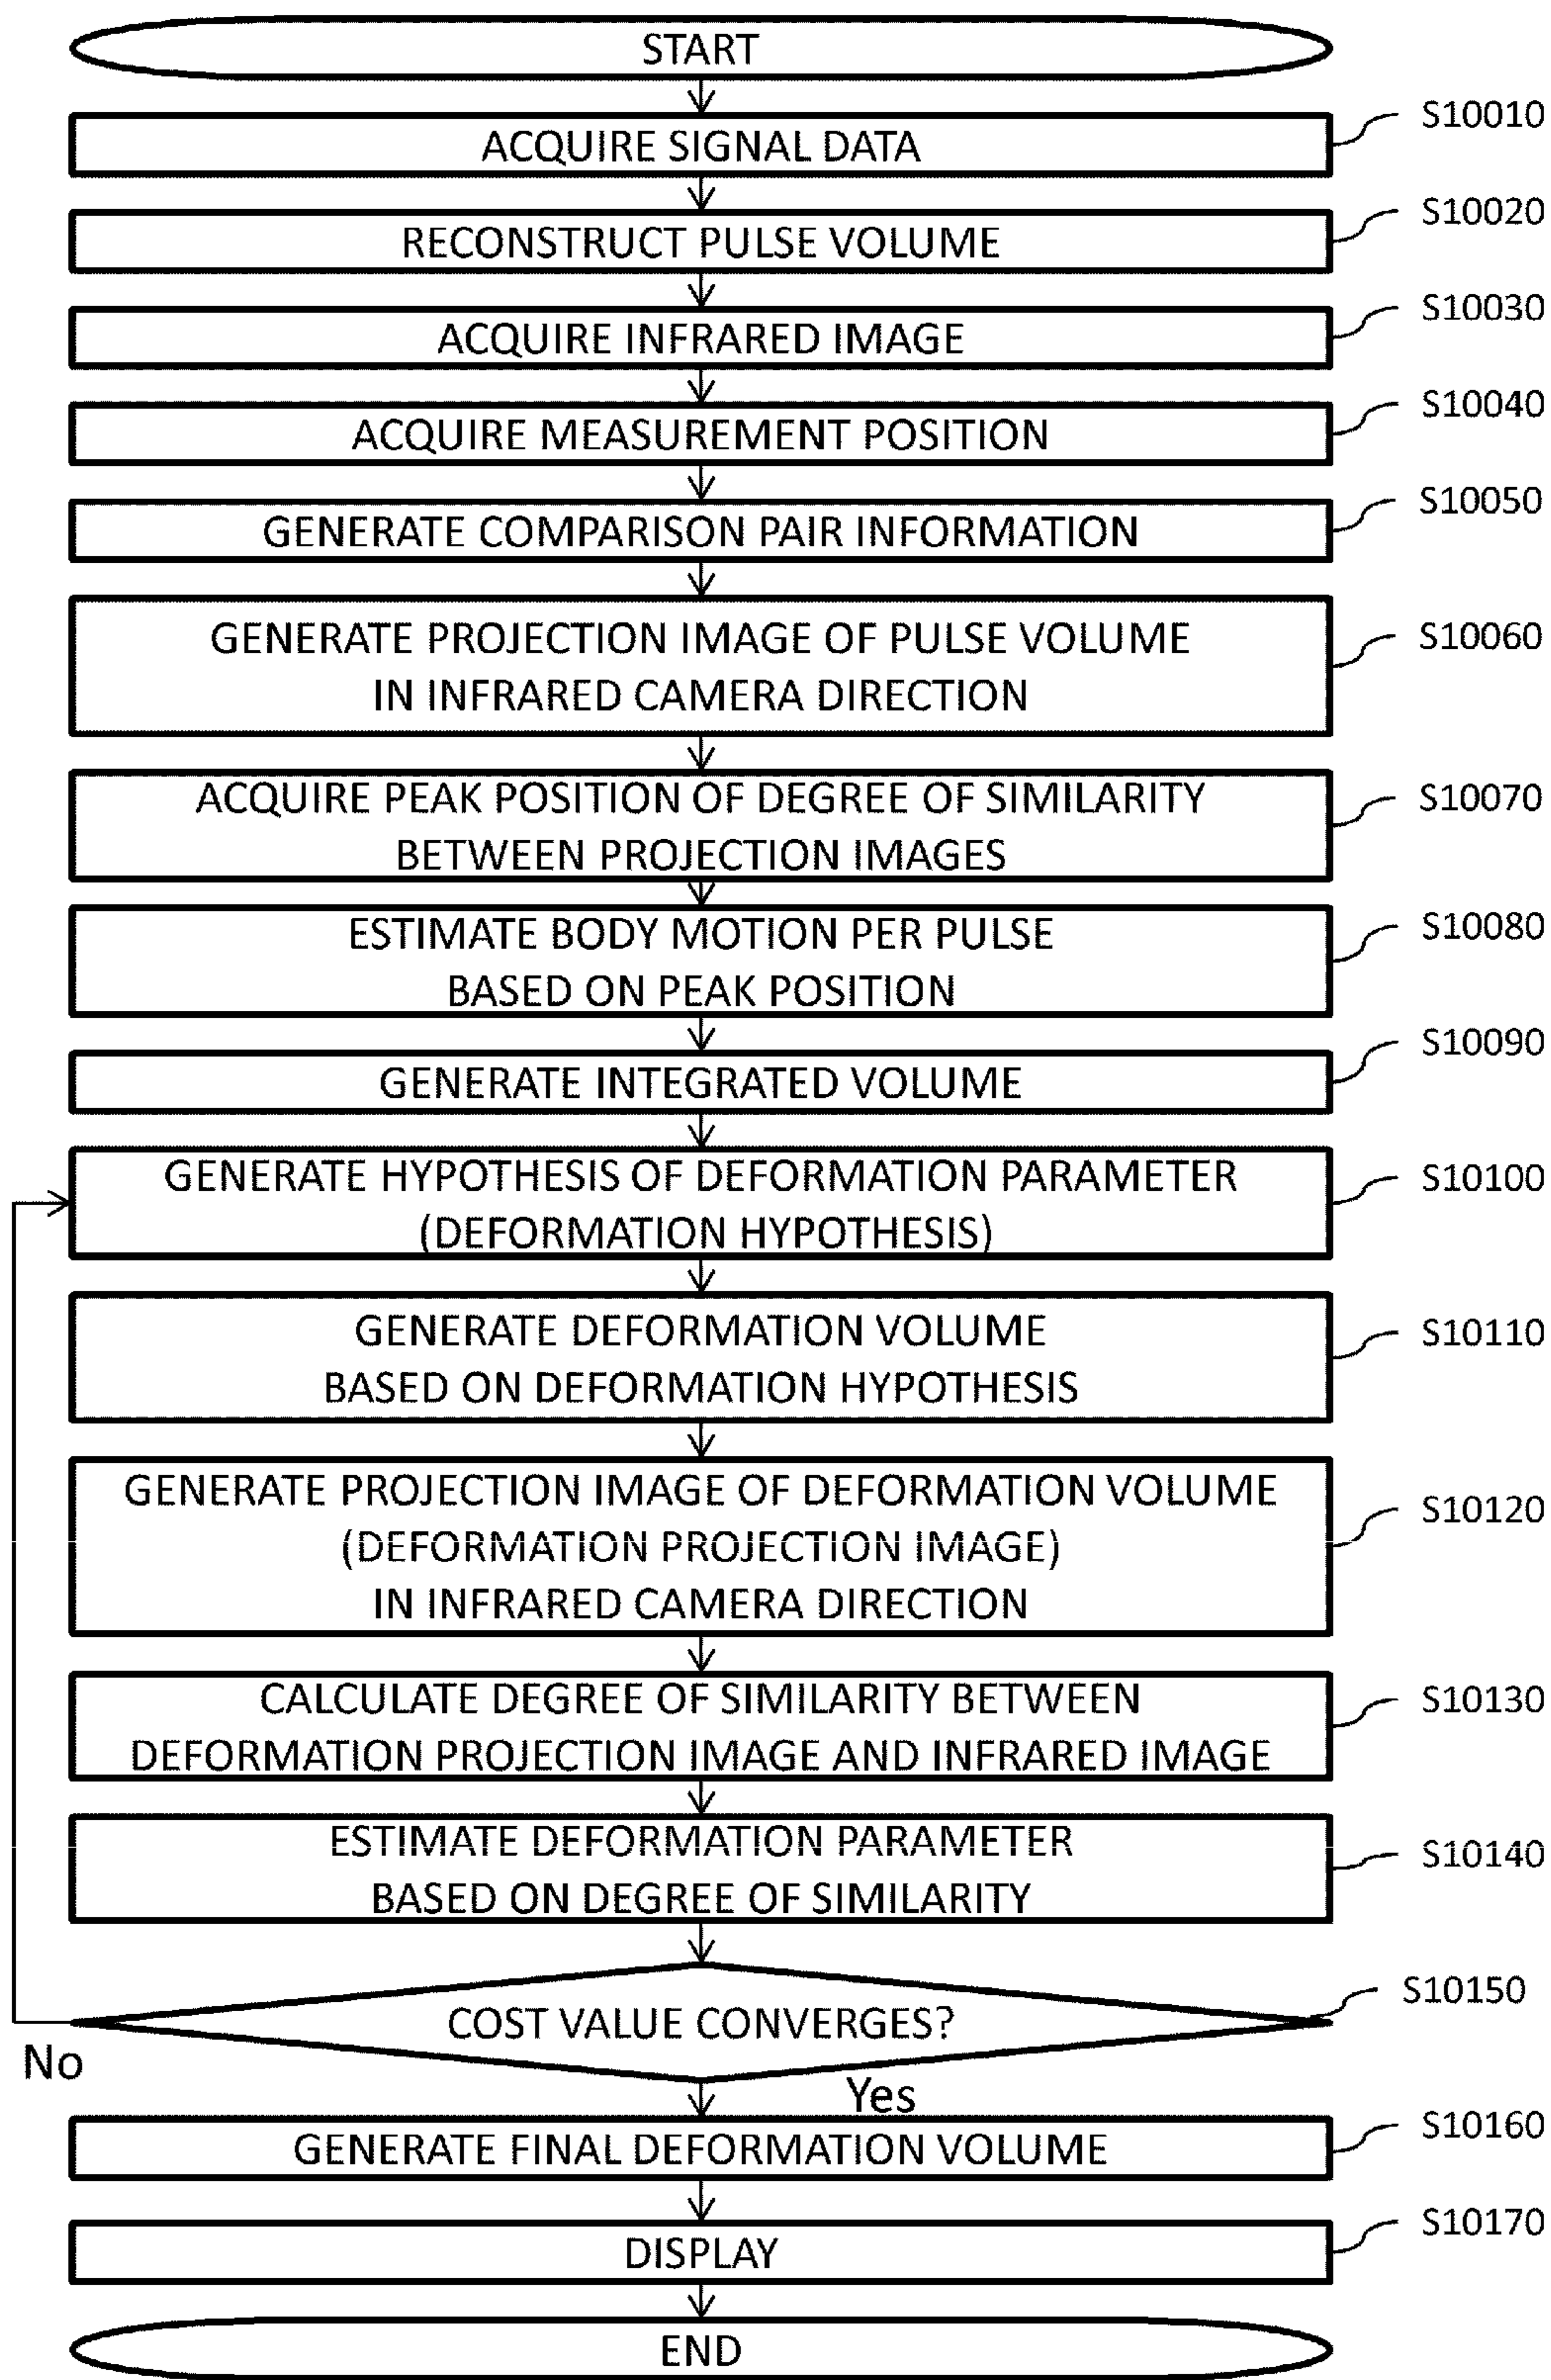 START
ACQUIRE SIGNAL DATA
S10010
RECONSTRUCT PULSE VOLUME
S10020
ACQUIRE INFRARED IMAGE
S10030
ACQUIRE MEASUREMENT POSITION
S10040
GENERATE COMPARISON PAIR INFORMATION
S10050
GENERATE PROJECTION IMAGE OF PULSE VOLUME
IN INFRARED CAMERA DIRECTION
S10060
ACQUIRE PEAK POSITION OF DEGREE OF SIMILARITY
BETWEEN PROJECTION IMAGES
S10070
ESTIMATE BODY MOTION PER PULSE
BASED ON PEAK POSITION
S10080
GENERATE INTEGRATED VOLUME
S10090
GENERATE HYPOTHESIS OF DEFORMATION PARAMETER
(DEFORMATION HYPOTHESIS)
S10100
GENERATE DEFORMATION VOLUME
BASED ON DEFORMATION HYPOTHESIS
S10110
GENERATE PROJECTION IMAGE OF DEFORMATION VOLUME
(DEFORMATION PROJECTION IMAGE)
IN INFRARED CAMERA DIRECTION
S10120
CALCULATE DEGREE OF SIMILARITY BETWEEN
DEFORMATION PROJECTION IMAGE AND INFRARED IMAGE
S10130
ESTIMATE DEFORMATION PARAMETER
BASED ON DEGREE OF SIMILARITY
S10140
COST VALUE CONVERGES?
S10150
No
Yes
GENERATE FINAL DEFORMATION VOLUME
S10160
DISPLAY
S10170
END